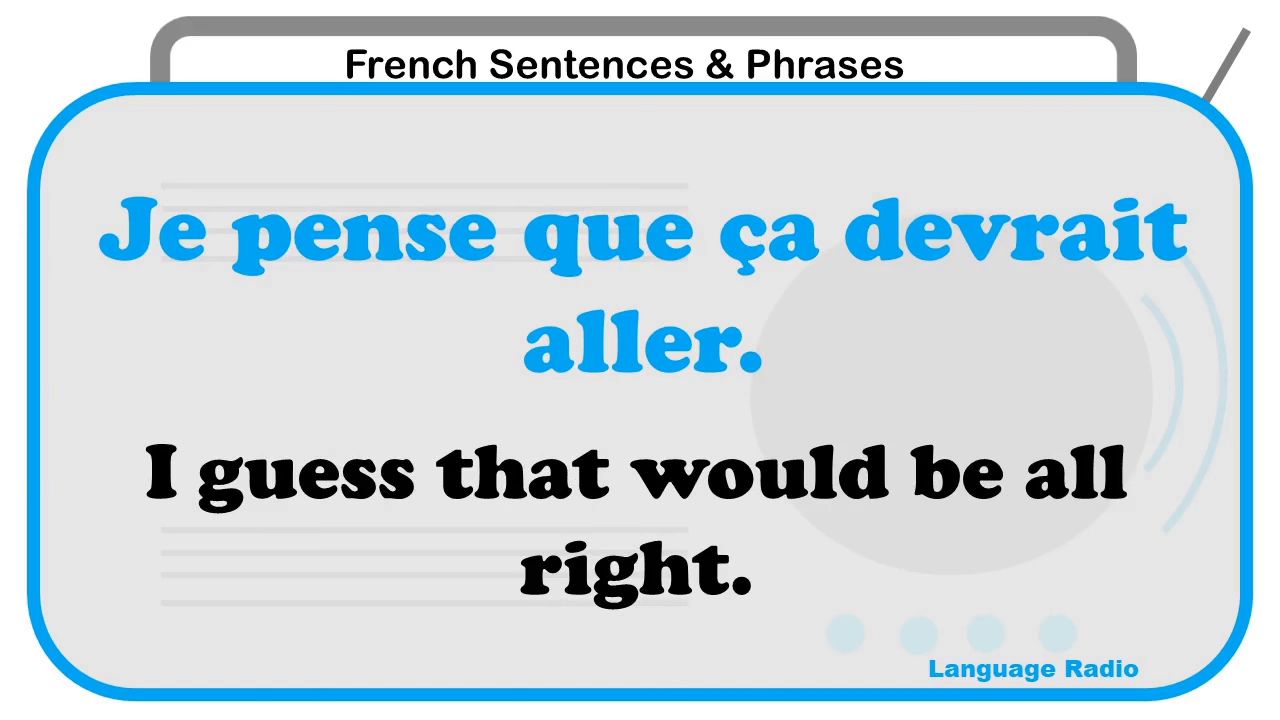 French Sentences & Phrases
Je pense que ça devrait
aller.
I guess that would be all
right.
Language Radio